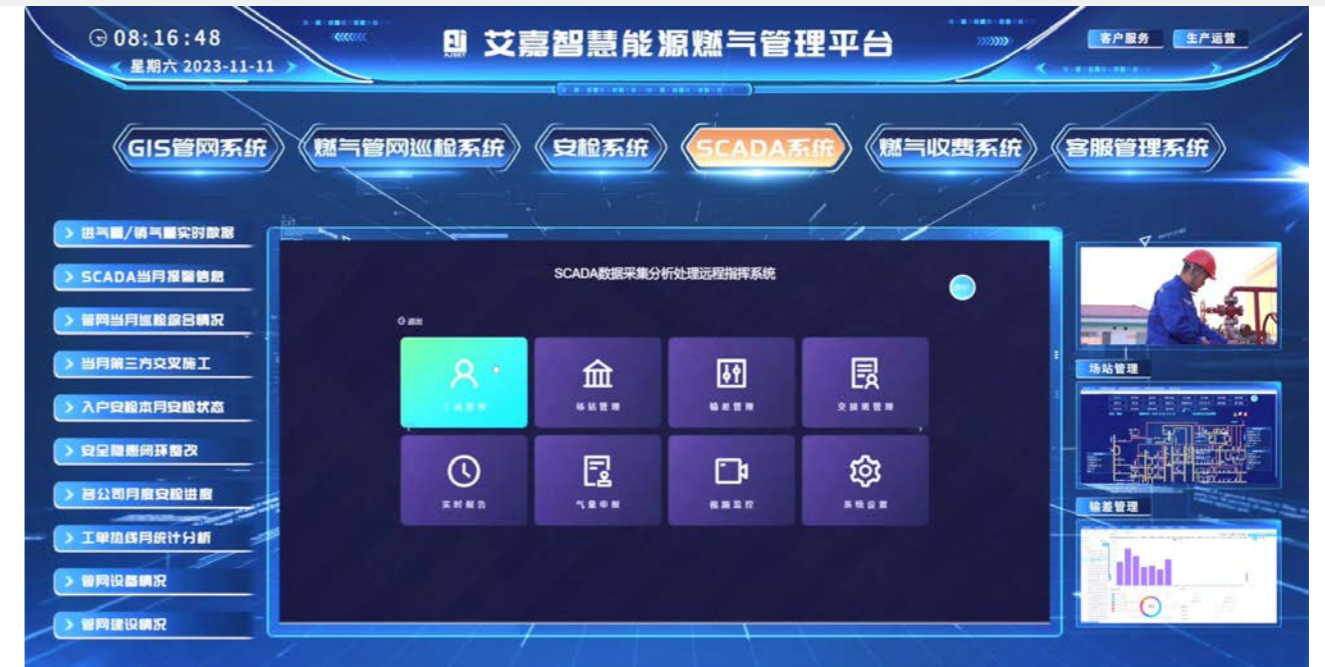 08:16:48
星期六 2023-11-11
艾嘉智慧能源燃气管理平台
客户服务
生产运营
GIS管网系统
燃气管网巡检系统
安检系统
SCADA系统
燃气收费系统
客服管理系统
进气量/销气量实时数据
SCADA当月报警信息
管网当月巡检综合情况
当月第三方交叉施工
入户安检本月安检状态
安全隐患闭环整改
各公司月度安检进度
工单热线月统计分析
管网设备情况
管网建设情况
SCADA数据采集分析处理远程指挥系统
退出
场站管理
输差管理
交接班管理
实时报告
气量申报
视频监控
系统设置
场站管理
输差管理